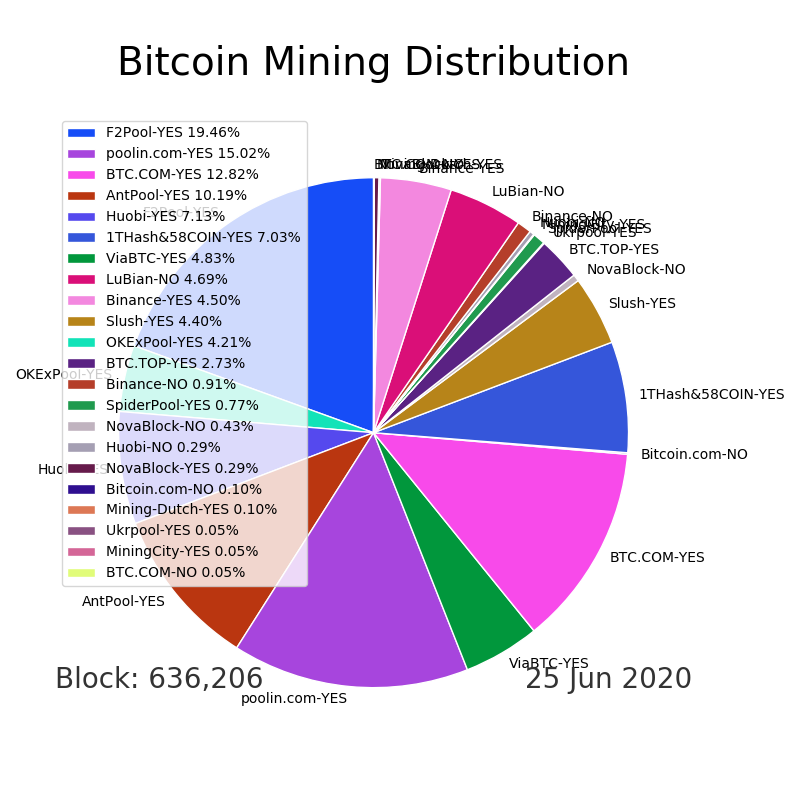 Bitcoin Mining Distribution
F2Pool-YES 19.46%
poolin.com-YES 15.02%
BTC.COM-YES 12.82%
AntPool-YES 10.19%
Huobi-YES 7.13%
1THash&58COIN-YES 7.03%
ViaBTC-YES 4.83%
LuBian-NO 4.69%
Binance-YES 4.50%
Slush-YES 4.40%
OKExPool-YES 4.21%
BTC.TOP-YES 2.73%
Binance-NO 0.91%
SpiderPool-YES 0.77%
NovaBlock-NO 0.43%
Huobi-NO 0.29%
NovaBlock-YES 0.29%
Bitcoin.com-NO 0.10%
Mining-Dutch-YES 0.10%
Ukrpool-YES 0.05%
MiningCity-YES 0.05%
BTC.COM-NO 0.05%
Binance-YES
LuBian-NO
Binance-NO
Ukrpool-YES
BTC.TOP-YES
NovaBlock-NO
Slush-YES
1THash&58COIN-YES
Bitcoin.com-NO
BTC.COM-YES
ViaBTC-YES
poolin.com-YES
AntPool-YES
Huobi-YES
OKExPool-YES
F2Pool-YES
Block: 636,206
25 Jun 2020